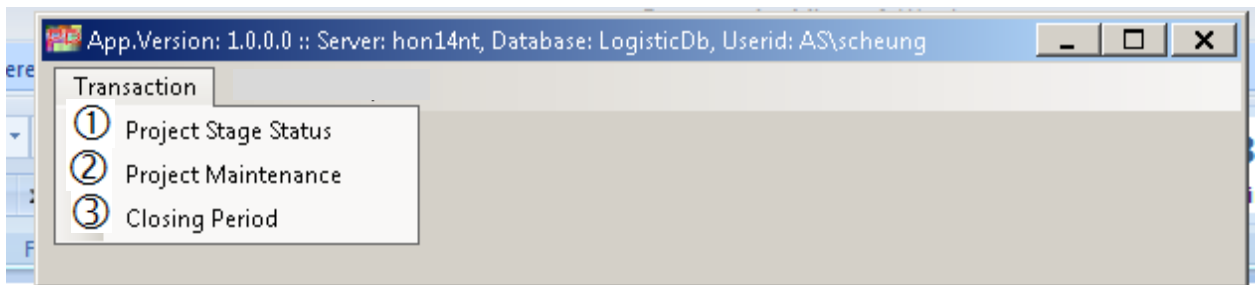 App.Version: 1.0.0.0 :: Server: hon14nt, Database: LogisticDb, Userid: AS\scheung
ere
Transaction
① Project Stage Status
② Project Maintenance
③ Closing Period
F